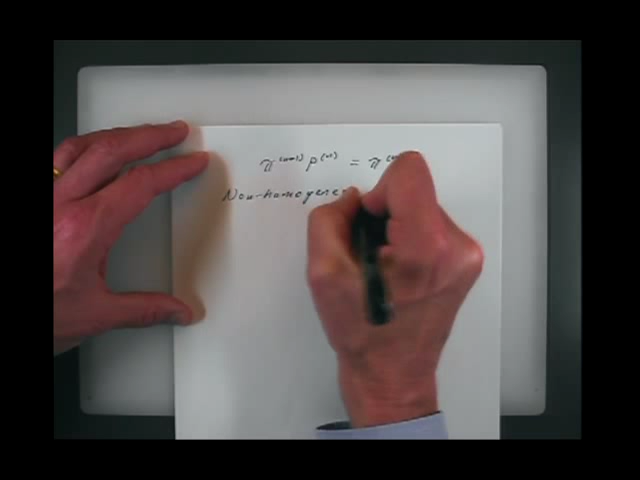 π⁽ⁿ⁻¹⁾ P⁽ⁿ⁾ = π⁽ⁿ
Non-homogene